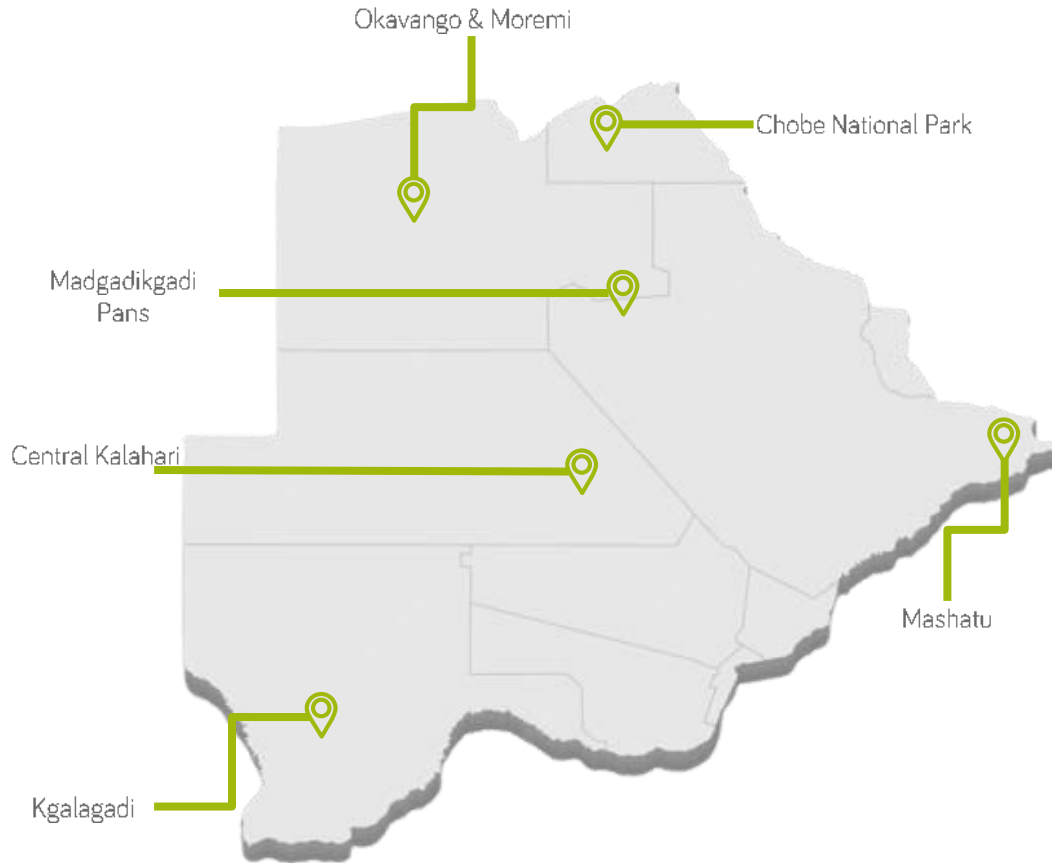 Okavango & Moremi
Chobe National Park
Madgadikgadi
Pans
Central Kalahari
Mashatu
Kgalagadi